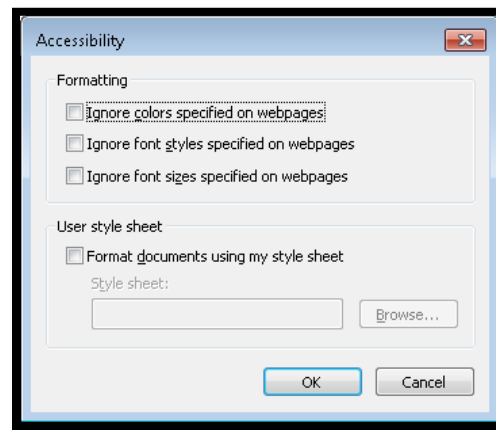 Accessibility
Formatting
Ignore colors specified on webpages
Ignore font styles specified on webpages
Ignore font sizes specified on webpages
User style sheet
Format documents using my style sheet
Style sheet:
Browse...
OK Cancel